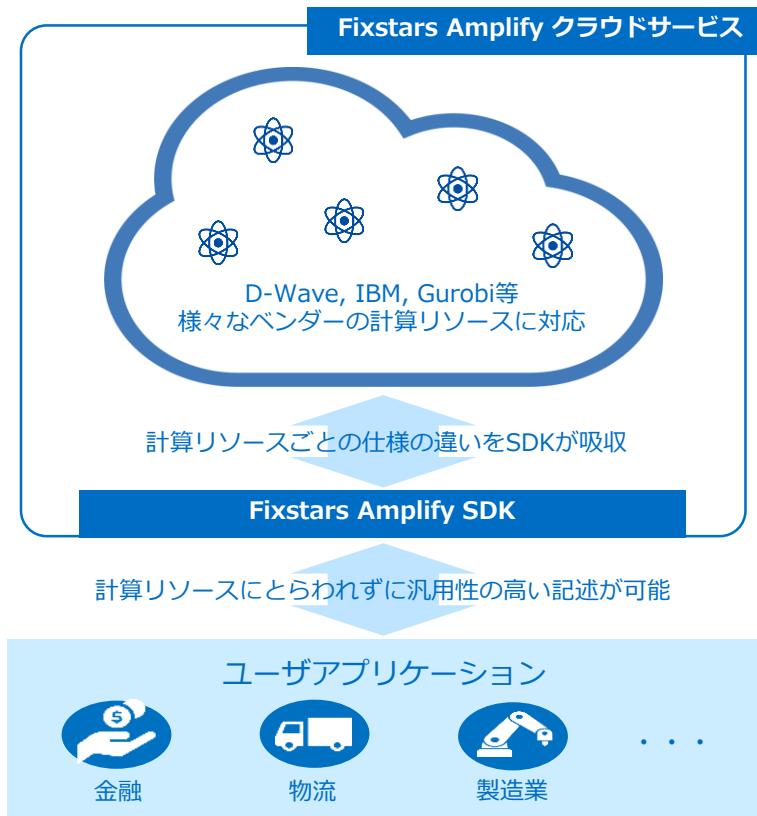 Fixstars Amplify クラウドサービス
D-Wave, IBM, Gurobi等
様々なベンダーの計算リソースに対応
計算リソースごとの仕様の違いをSDKが吸収
Fixstars Amplify SDK
計算リソースにとらわれずに汎用性の高い記述が可能
ユーザアプリケーション
$
金融
物流
製造業
・・・